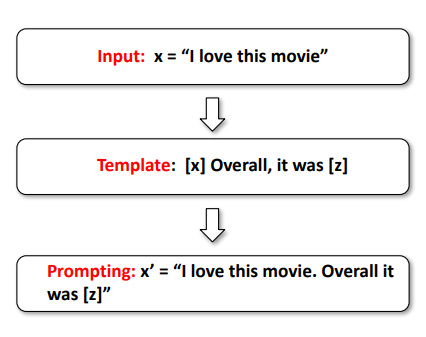 Input: x = “I love this movie”
Template: [x] Overall, it was [z]
Prompting: x’ = “I love this movie. Overall it
was [z]”